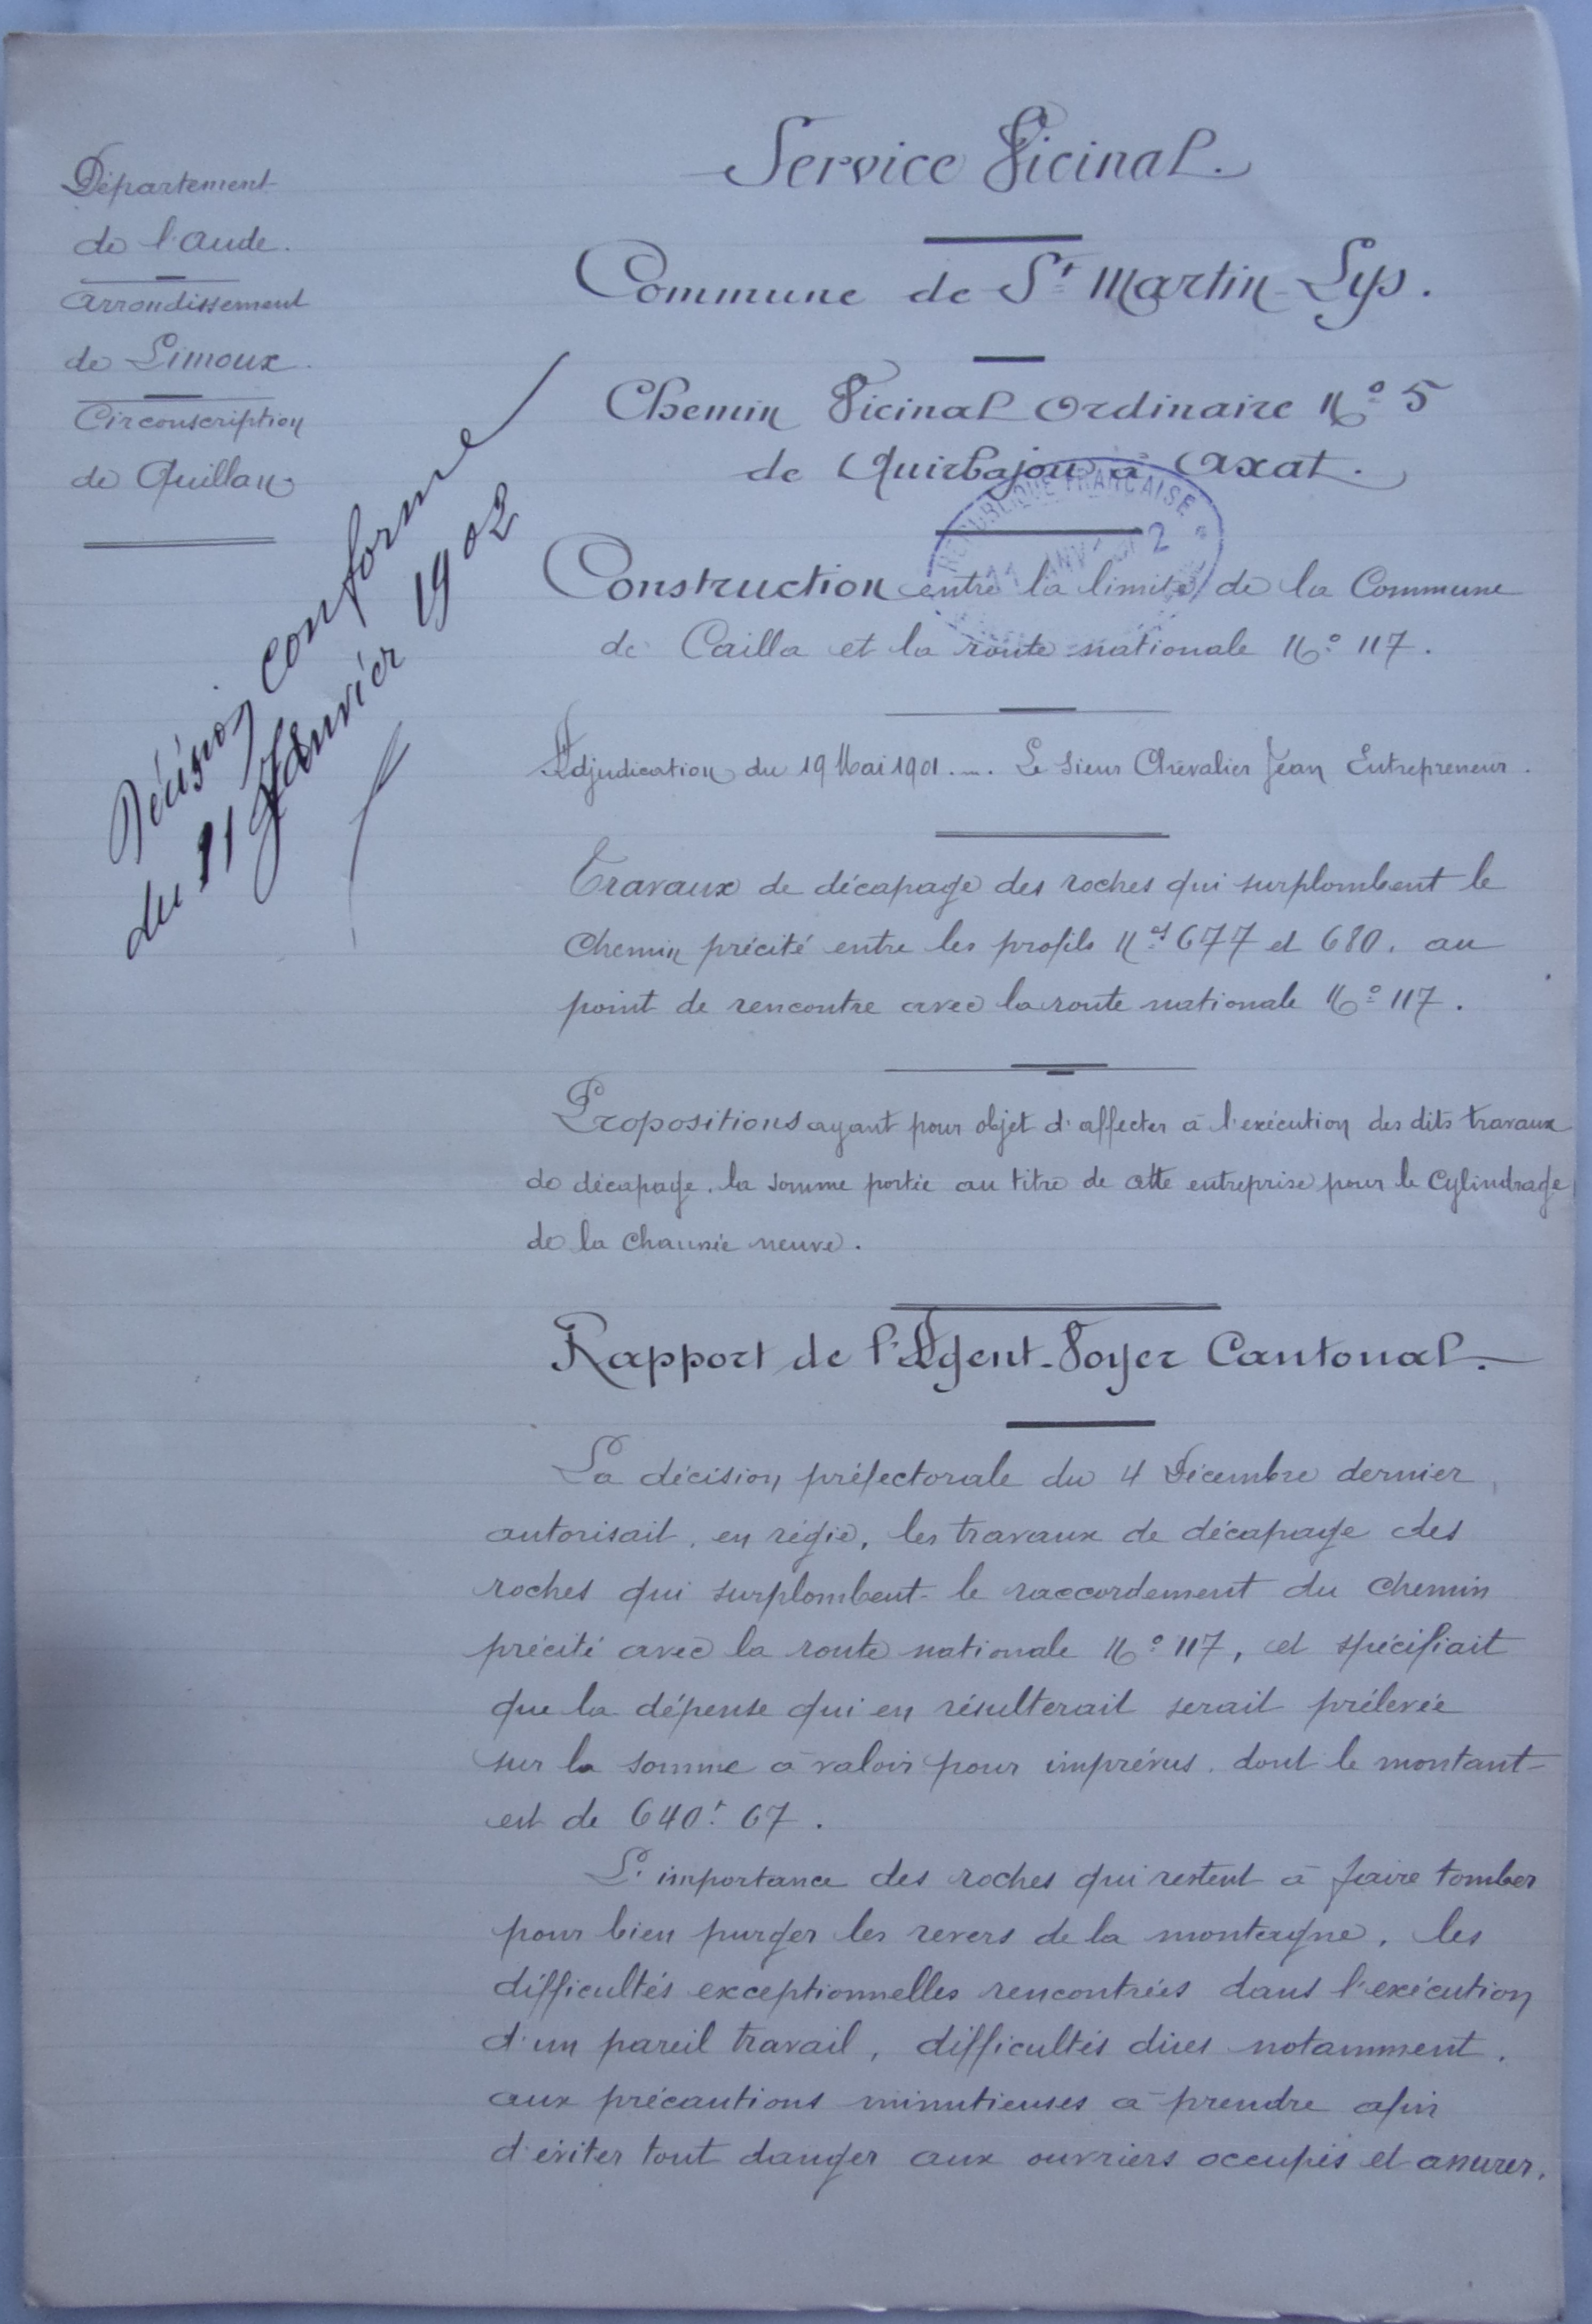 Département
de l'Aude.
Arrondissement
de Limoux.
Circonscription
de Quillan
Décision conforme
du 11 Janvier 1902
Service Vicinal.
Commune de St Martin-Lys.
Chemin Vicinal Ordinaire No 5
de Quirbajou à Axat.
RÉPUBLIQUE FRANÇAISE
Construction entre la limite de la Commune
de Cailla et la route nationale No 117.
Adjudication du 19 Mai 1901.... Le Sieur Chevalier Jean Entrepreneur.
Travaux de décapage des roches qui surplombent le
Chemin précité entre les profils Nos 677 et 680, au
point de rencontre avec la route nationale No 117.
Propositions ayant pour objet d'affecter à l'exécution des dits travaux
de décapage, la somme portée au titre de cette entreprise pour le Cylindrage
de la Chaussée neuve.
Rapport de l'Agent-Voyer Cantonal.
La décision préfectorale du 4 Décembre dernier,
autorisait, en régie, les travaux de décapage des
roches qui surplombent le raccordement du Chemin
précité avec la route nationale No 117, et spécifiait
que la dépense qui en résulterait serait prélevée
sur la somme à valoir pour imprévus, dont le montant
est de 640f. 67.
L'importance des roches qui restent à faire tomber
pour bien purger les revers de la montagne, les
difficultés exceptionnelles rencontrées dans l'exécution
d'un pareil travail, difficultés dûes notamment,
aux précautions minutieuses à prendre afin
d'éviter tout danger aux ouvriers occupés et assurer,